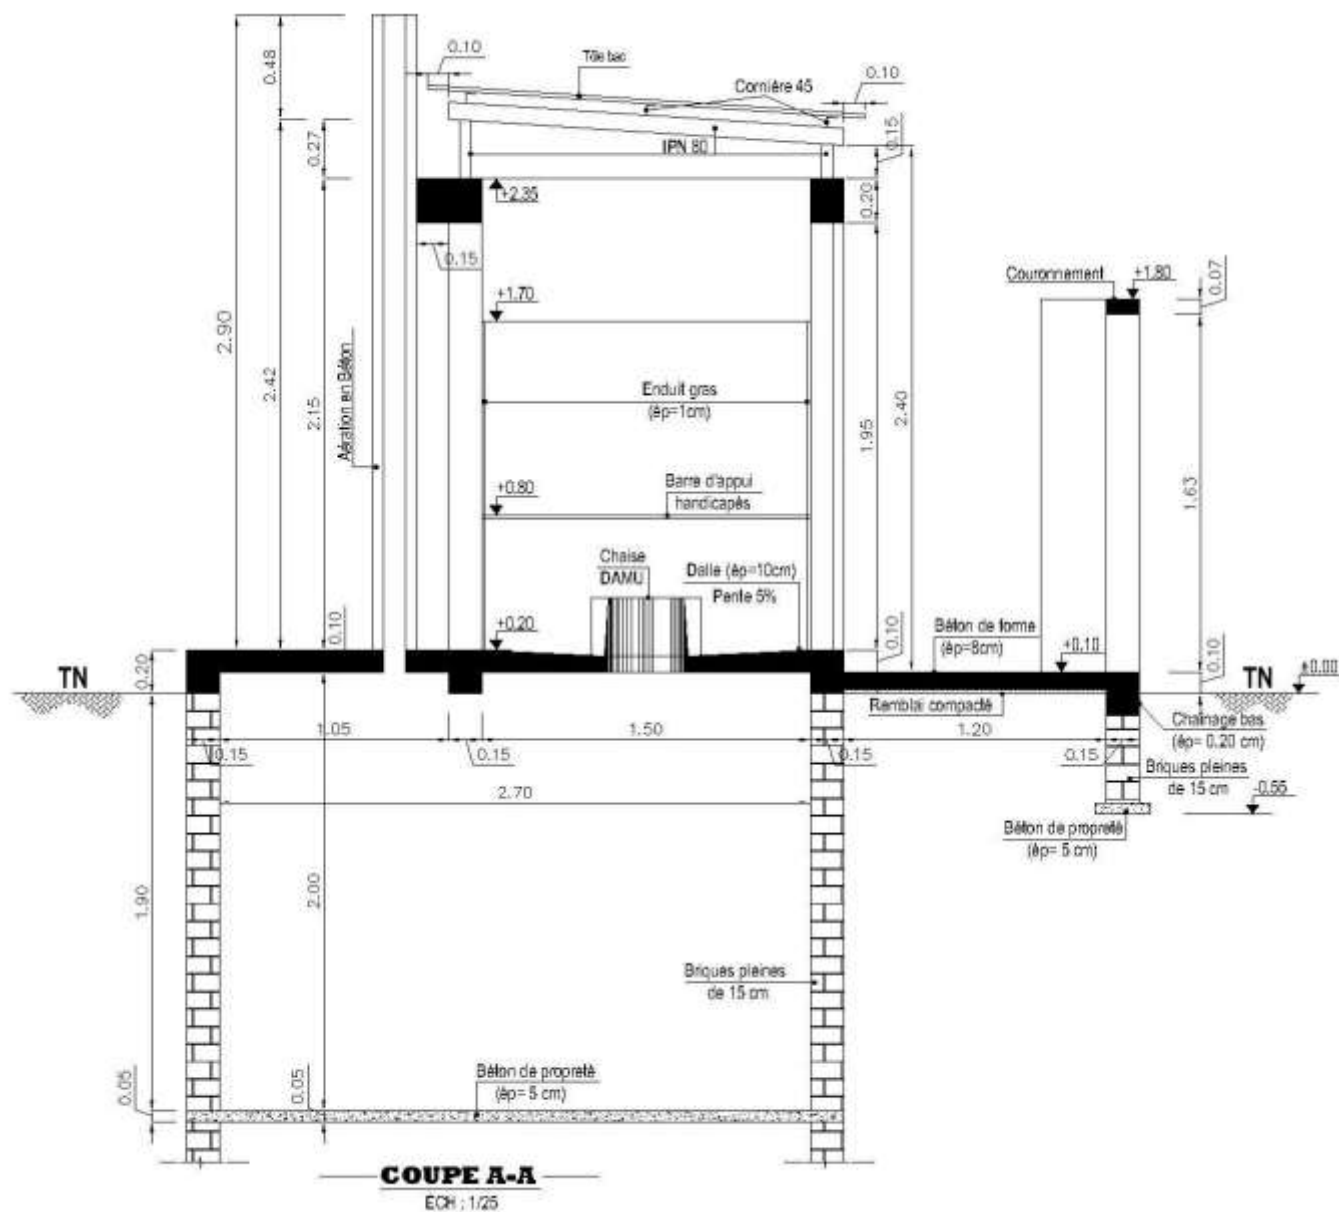 0.48
0.10
Tôle bac
Cornière 45
0.10
0.27
IPN 80
0.15
+2.35
0.20
0.15
Couronnement
+1.80
0.07
+1.70
2.90
2.42
2.15
Aération en Béton
Enduit gras
(ép=1cm)
1.95
2.40
1.63
+0.80
Barre d'appui
handicapés
Chaise
DAMU
Dalle (ép=10cm)
Pente 5%
0.10
+0.20
0.10
Béton de forme
(ép=8cm)
+0.10
0.10
±0.00
TN
0.20
TN
Remblai compacté
Chainage bas
(ép= 0.20 cm)
1.05
1.50
1.20
0.15
0.15
0.15
0.15
Briques pleines
de 15 cm
-0.55
2.70
Béton de propreté
(ép= 5 cm)
1.90
2.00
Briques pleines
de 15 cm
0.05
0.05
Béton de propreté
(ép= 5 cm)
COUPE A-A
ECH : 1/25